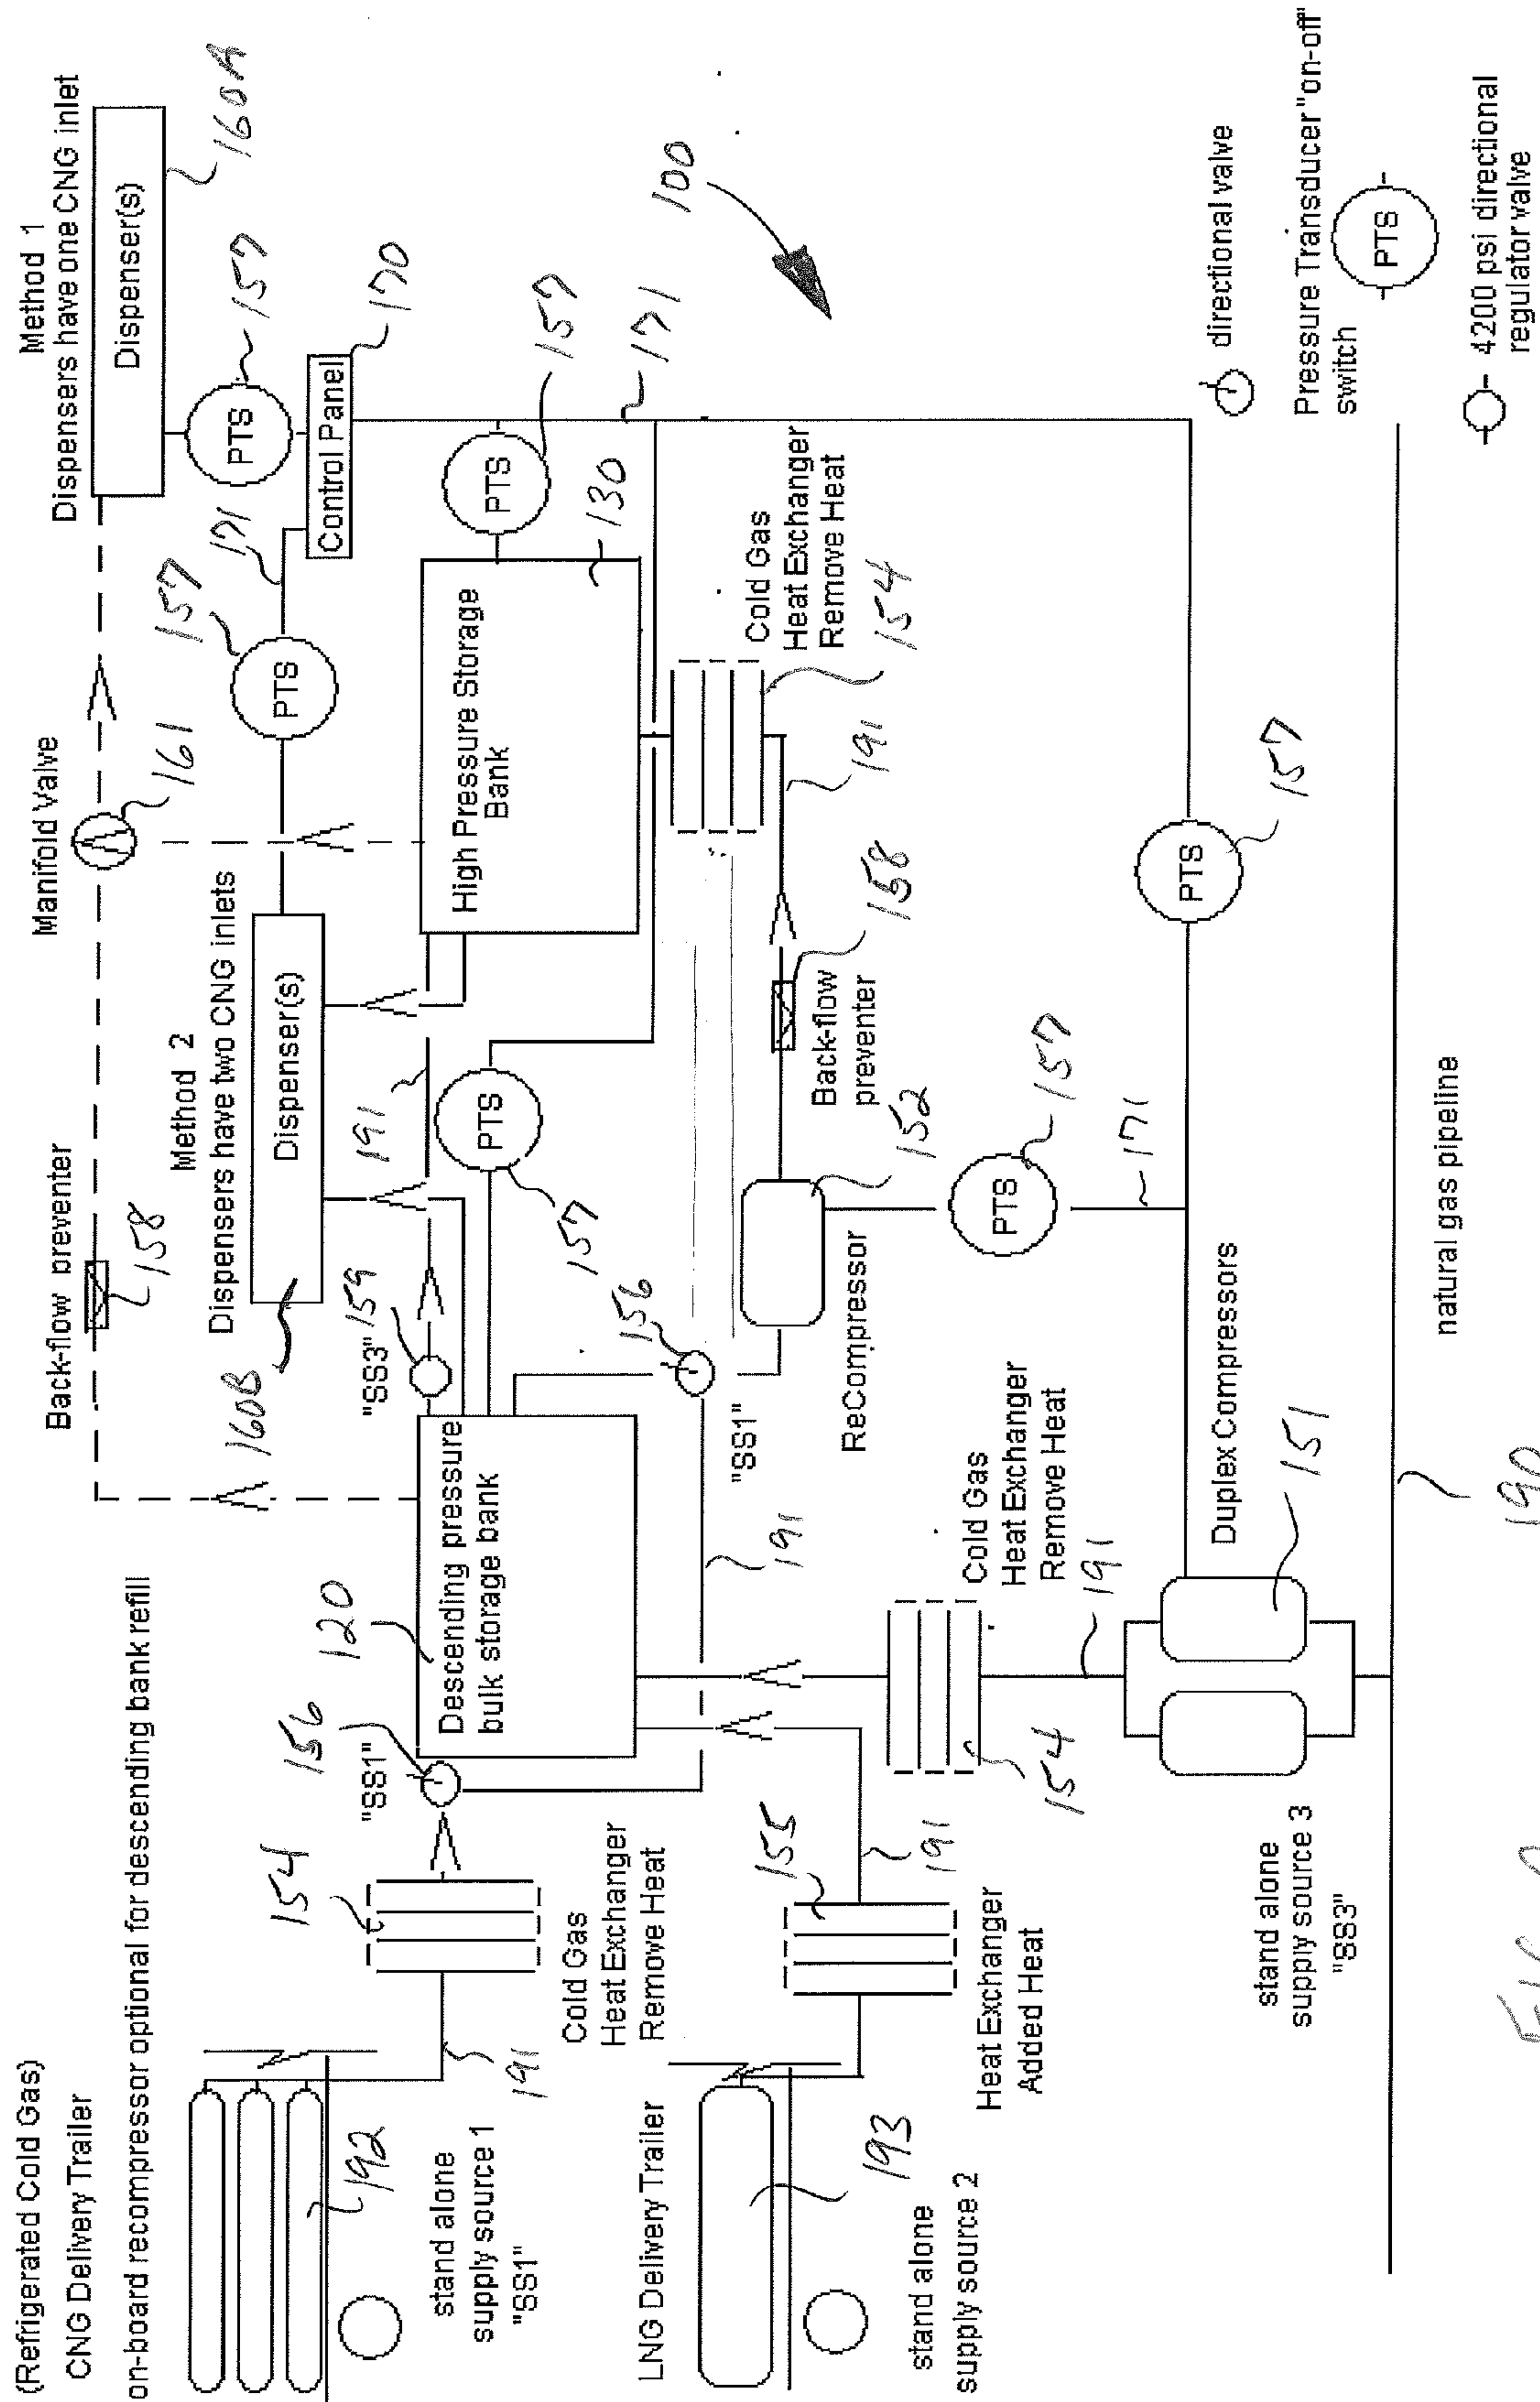 (Refrigerated Cold Gas)
CNG Delivery Trailer
on-board recompressor optional for descending bank refill
192
stand alone
supply source 1
"SS1"
191
154
Cold Gas
Heat Exchanger
Remove Heat
156
"SS1"
120
Descending pressure
bulk storage bank
Back-flow preventer
158
Manifold Valve
161
Method 1
Dispensers have one CNG inlet
Dispenser(s)
160A
Method 2
Dispensers have two CNG inlets
Dispenser(s)
160B
"SS3"
159
191
PTS
157
PTS
157
171
PTS
157
Control Panel
170
High Pressure Storage
Bank
130
PTS
157
171
100
156
"SS1"
191
ReCompressor
152
Back-flow
preventer
158
191
Cold Gas
Heat Exchanger
Remove Heat
154
LNG Delivery Trailer
193
stand alone
supply source 2
155
Heat Exchanger
Added Heat
191
154
Cold Gas
Heat Exchanger
Remove Heat
191
PTS
157
171
PTS
157
Duplex Compressors
151
stand alone
supply source 3
"SS3"
natural gas pipeline
190
directional valve
Pressure Transducer "on-off"
switch
PTS
4200 psi directional
regulator valve